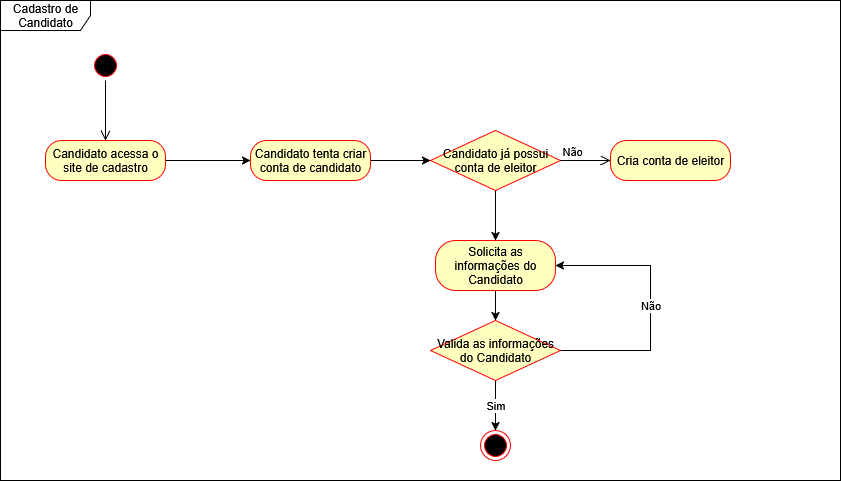 Cadastro de
Candidato
Candidato acessa o
site de cadastro
Candidato tenta criar
conta de candidato
Candidato já possui
conta de eleitor
Não
Cria conta de eleitor
Solicita as
informações do
Candidato
Não
Valida as informações
do Candidato
Sim